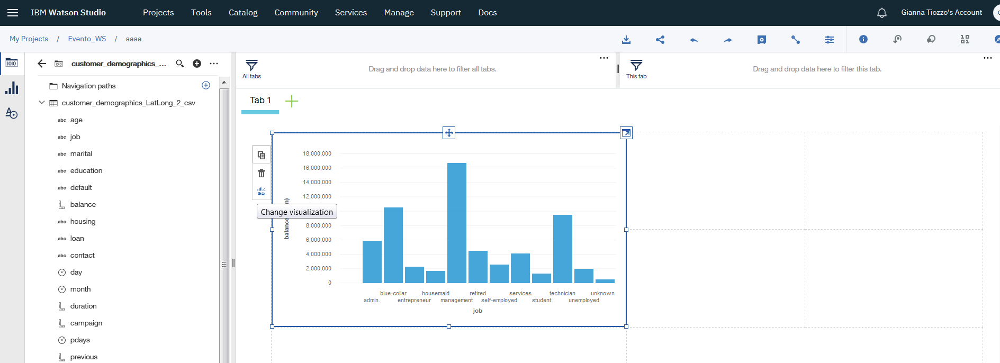 IBM Watson Studio Projects Tools Catalog Community Services Manage Support Docs Gianna Tiozzo's Account
My Projects / Evento_WS / aaaa
customer_demographics_...
Navigation paths
customer_demographics_LatLong_2_csv
abc age
abc job
abc marital
abc education
abc default
balance
abc housing
abc loan
abc contact
day
month
duration
campaign
pdays
previous
All tabs
Drag and drop data here to filter all tabs.
This tab
Drag and drop data here to filter this tab.
Tab 1
Change visualization
18,000,000
16,000,000
14,000,000
12,000,000
8,000,000
6,000,000
4,000,000
2,000,000
0
balance
blue-collar housemaid retired services technician unknown
admin. entrepreneur management self-employed student unemployed
job